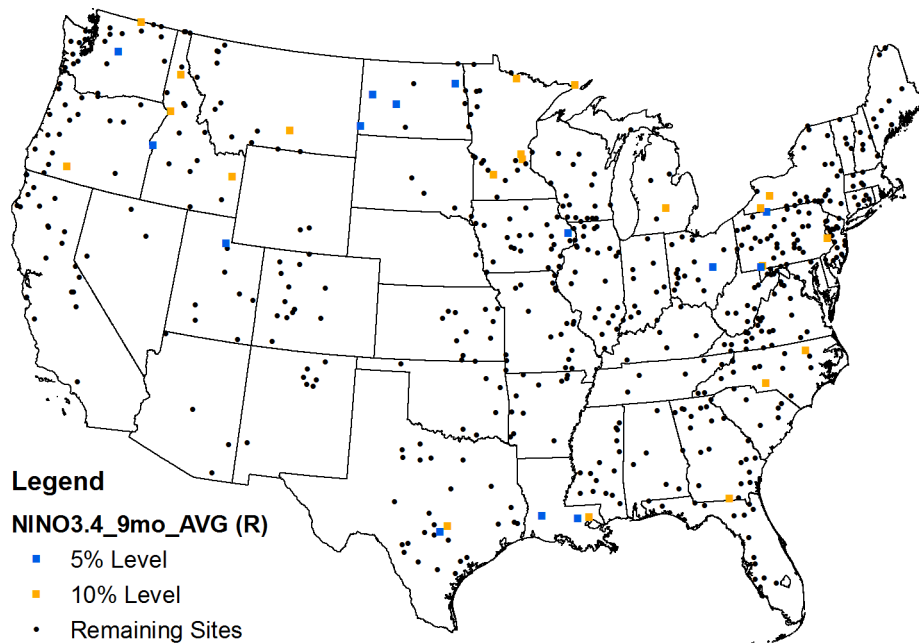 Legend
NINO3.4_9mo_AVG (R)
5% Level
10% Level
Remaining Sites